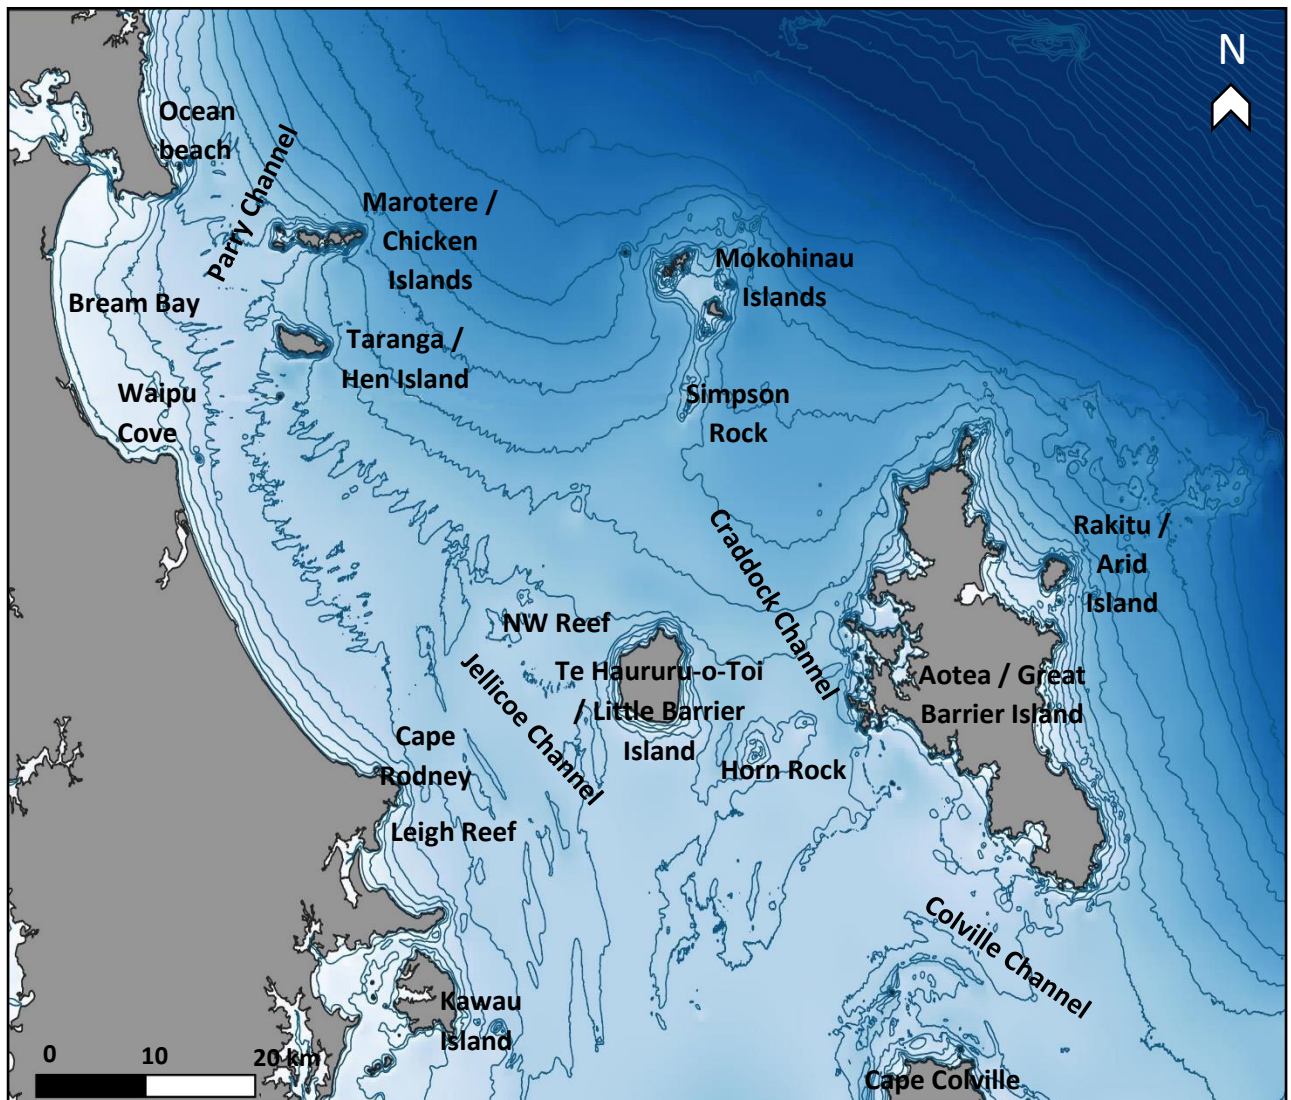 N
Ocean
beach
Parry Channel
Marotere /
Chicken
Islands
Mokohinau
Islands
Bream Bay
Taranga /
Hen Island
Waipu
Cove
Simpson
Rock
Craddock Channel
Rakitu /
Arid
Island
NW Reef
Jellicoe Channel
Te Haururu-o-Toi
/ Little Barrier
Island
Aotea / Great
Barrier Island
Cape
Rodney
Horn Rock
Leigh Reef
Colville Channel
Kawau
Island
0 10 20 km
Cape Colville